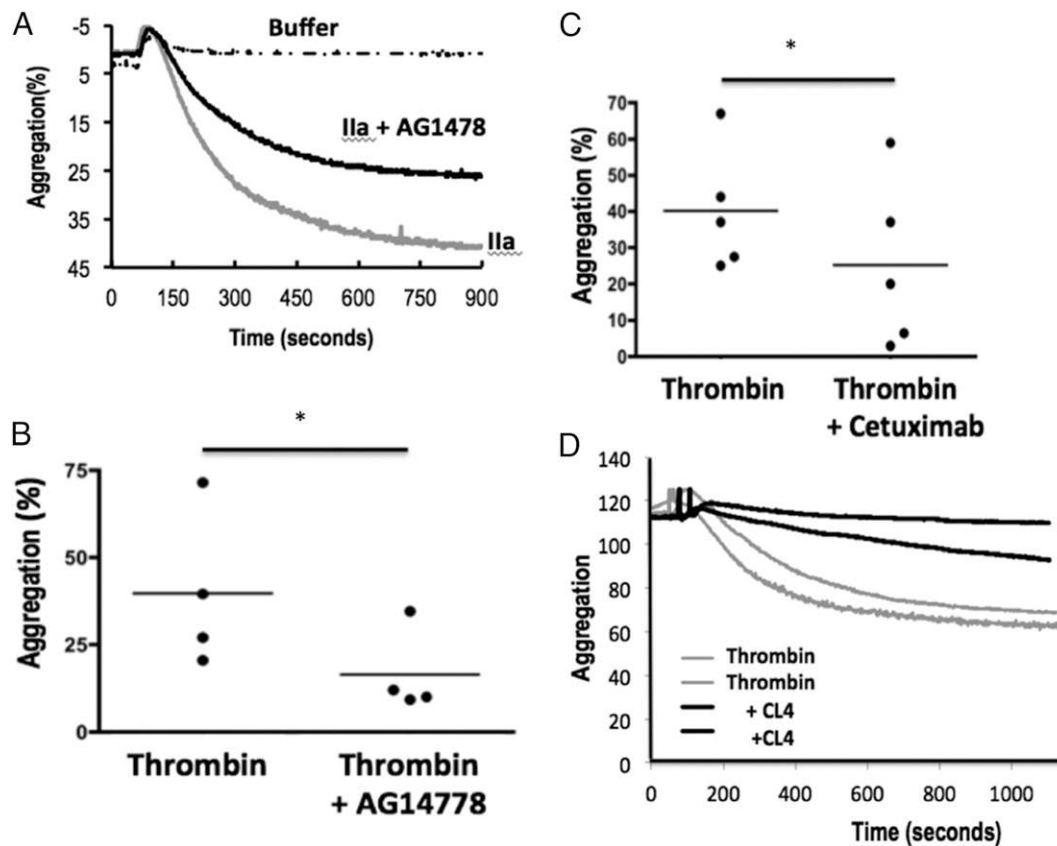 A
-5
5
15
25
35
45
Aggregation(%)
Buffer
IIa + AG1478
IIa
0 150 300 450 600 750 900
Time (seconds)
B
*
75
50
25
0
Aggregation (%)
Thrombin
Thrombin
+ AG14778
C
*
70
60
50
40
30
20
10
0
Aggregation (%)
Thrombin
Thrombin
+ Cetuximab
D
140
120
100
80
60
40
20
0
Aggregation
Thrombin
Thrombin
+ CL4
+CL4
0 200 400 600 800 1000
Time (seconds)